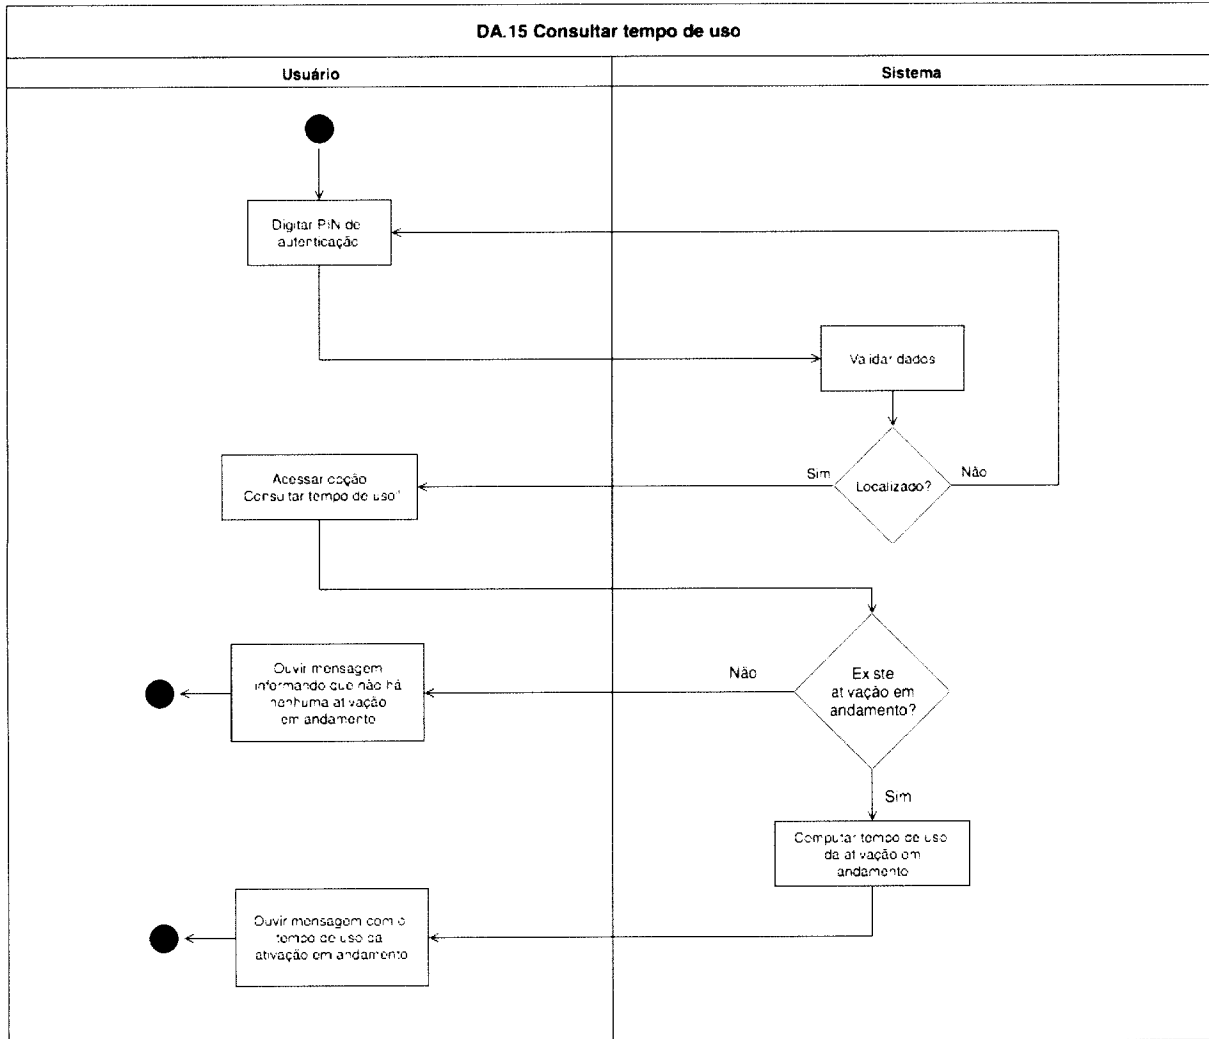 DA.15 Consultar tempo de uso
Usuário
Sistema
Digitar PIN de
autenticação
Validar dados
Localizado?
Sim
Não
Acessar opção
Consultar tempo de uso"
Existe
ativação em
andamento?
Não
Sim
Ouvir mensagem
informando que não há
nenhuma ativação
em andamento
Computar tempo de uso
da ativação em
andamento
Ouvir mensagem com o
tempo de uso da
ativação em andamento